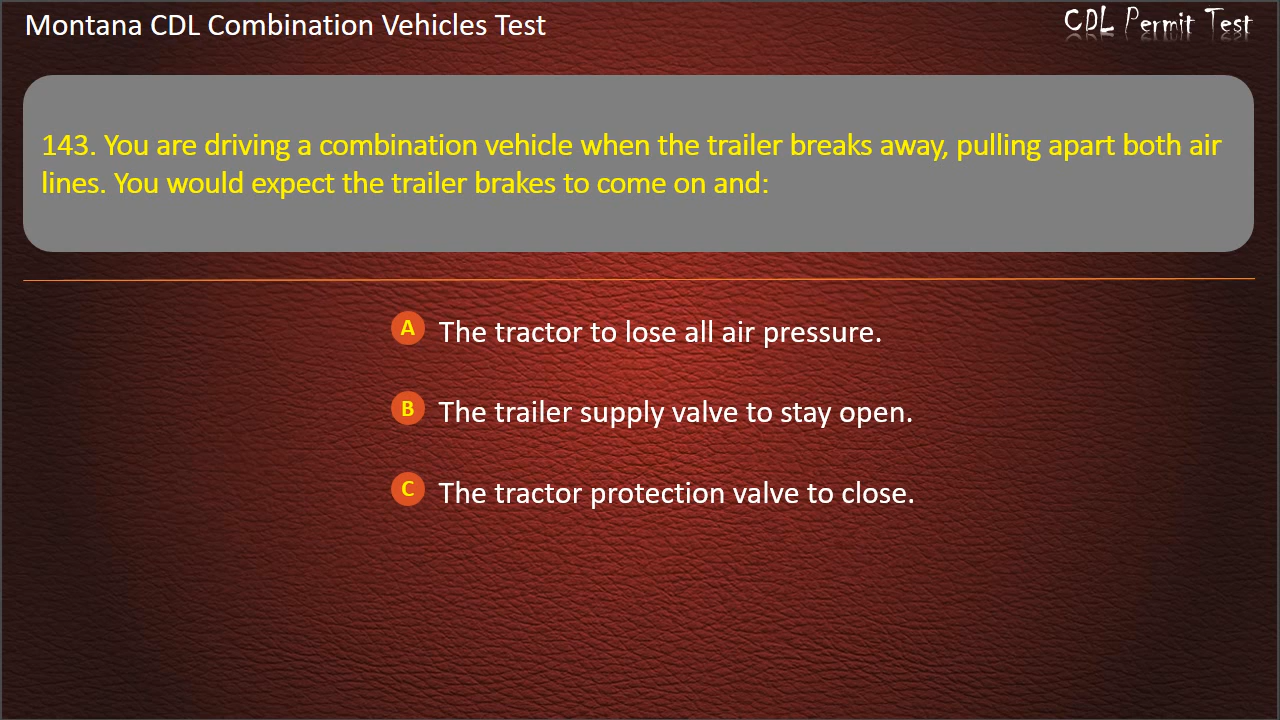 Montana CDL Combination Vehicles Test
CDL Permit Test
143. You are driving a combination vehicle when the trailer breaks away, pulling apart both air
lines. You would expect the trailer brakes to come on and:
A The tractor to lose all air pressure.
B The trailer supply valve to stay open.
C The tractor protection valve to close.